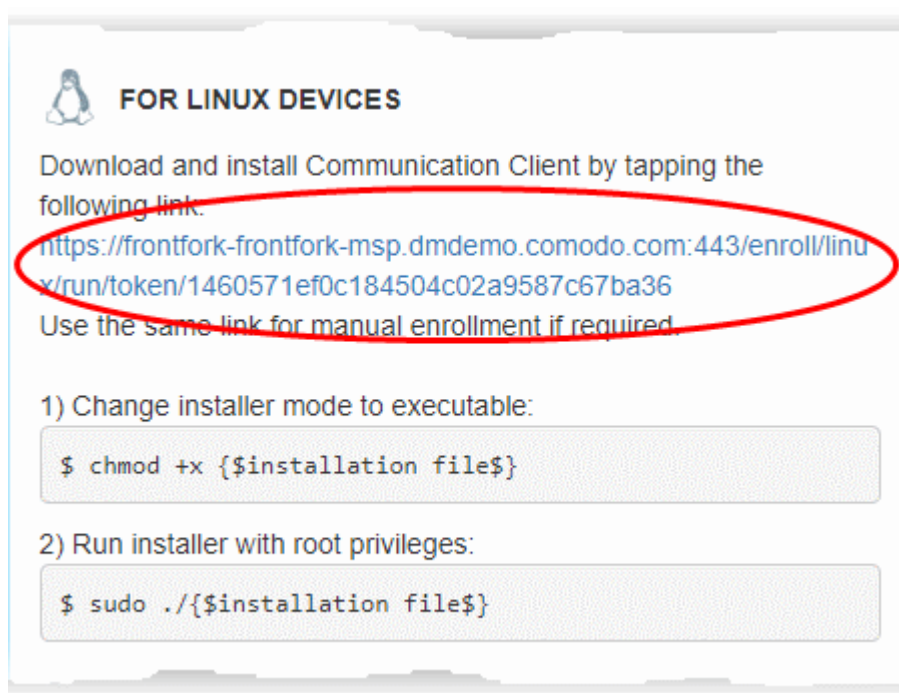 FOR LINUX DEVICES
Download and install Communication Client by tapping the
following link:
https://frontfork-frontfork-msp.dmdemo.comodo.com:443/enroll/linu
x/run/token/1460571ef0c184504c02a9587c67ba36
Use the same link for manual enrollment if required.
1) Change installer mode to executable:
$ chmod +x {$installation file$}
2) Run installer with root privileges:
$ sudo ./{$installation file$}